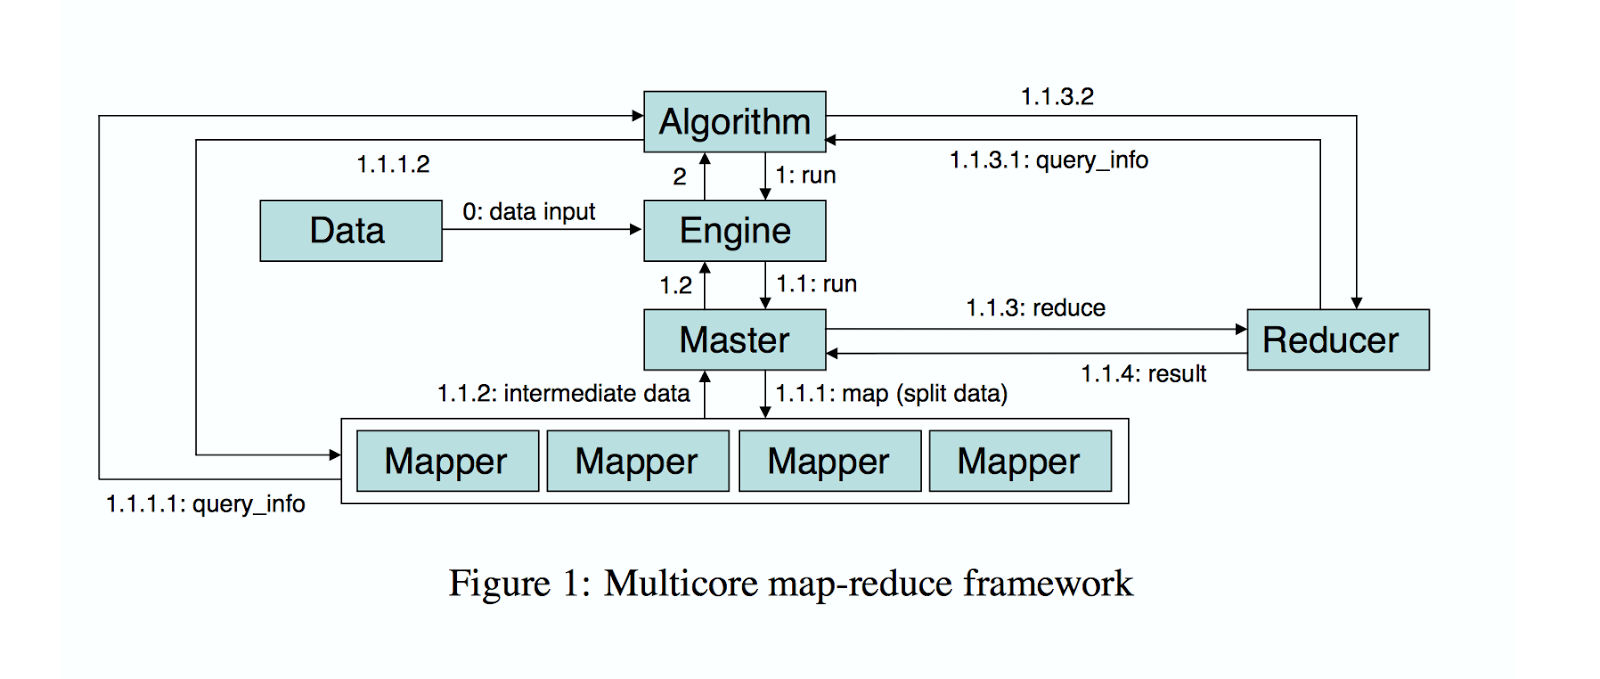 1.1.3.2
Algorithm
1.1.1.2
1.1.3.1: query_info
2
1: run
0: data input
Data
Engine
1.2
1.1: run
1.1.3: reduce
Master
Reducer
1.1.4: result
1.1.2: intermediate data
1.1.1: map (split data)
Mapper
Mapper
Mapper
Mapper
1.1.1.1: query_info
Figure 1: Multicore map-reduce framework